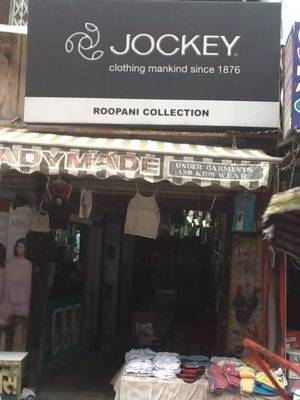 JOCKEY
clothing mankind since 1876
ROOPANI COLLECTION
ADYMADE
UNDER GARMENTS
AND KIDS WEAR